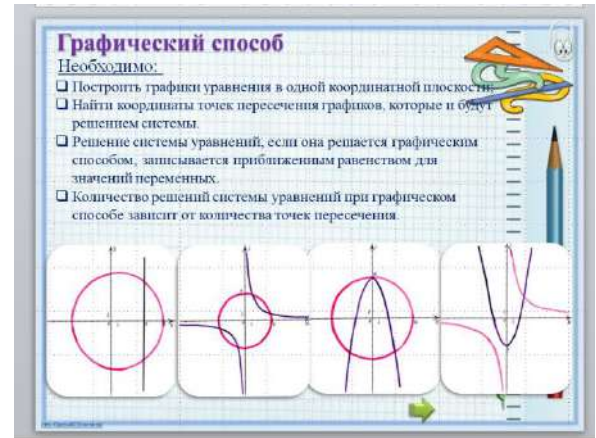 Графический способ
Необходимо:
Построить графики уравнения в одной координатной плоскости;
Найти координаты точек пересечения графиков, которые и будут
решением системы.
Решение системы уравнений, если она решается графическим
способом, записывается приближенным равенством для
значений переменных.
Количество решений системы уравнений при графическом
способе зависит от количества точек пересечения.